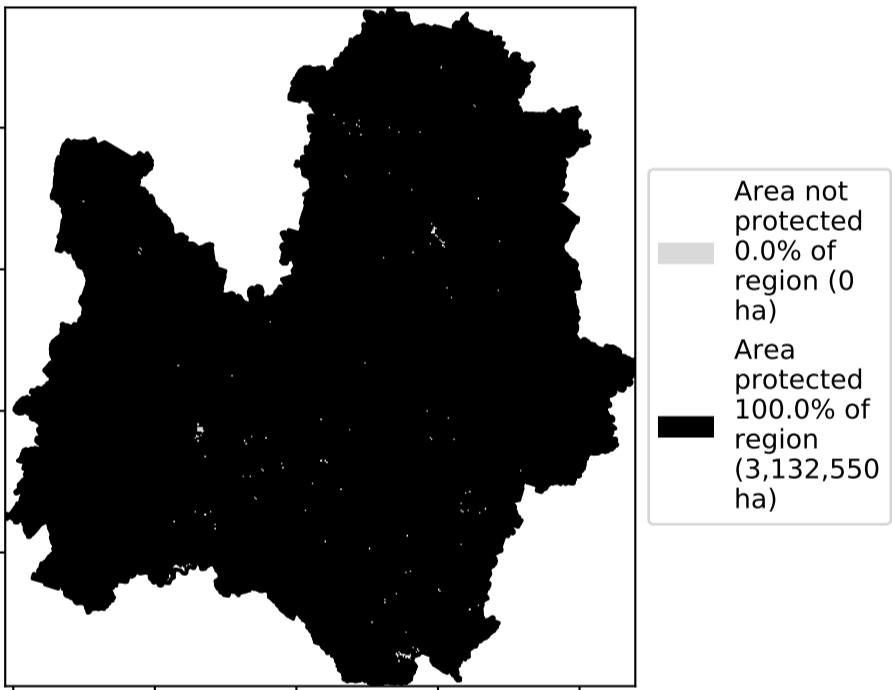 Area not
protected
0.0% of
region (0
ha)
Area
protected
100.0% of
region
(3,132,550
ha)